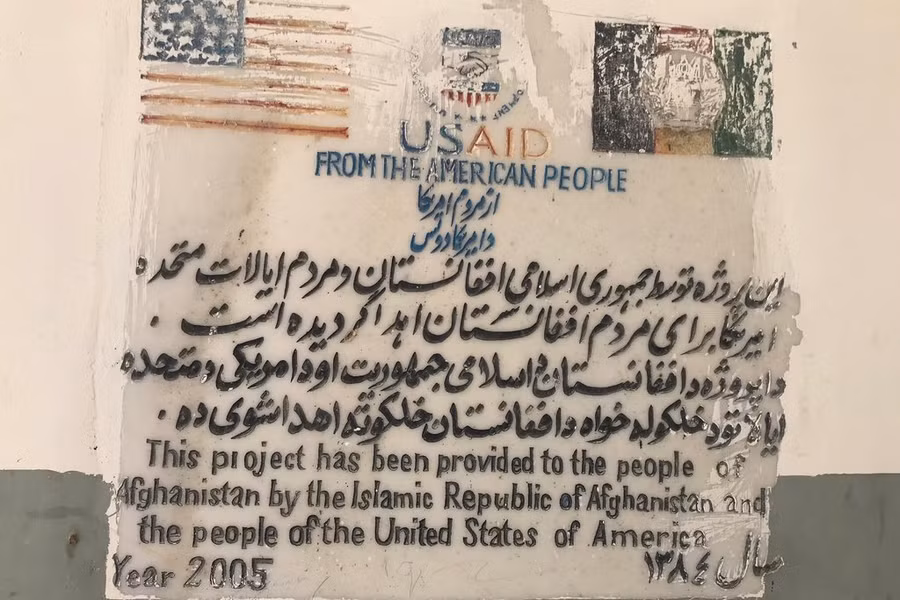 USAID
FROM THE AMERICAN PEOPLE
از مردم امریکا
د امریکا د ولس
این پروژه توسط جمهوری اسلامی افغانستان و مردم ایالات متحده
امریکا برای مردم افغانستان اهدا گردیده است.
دا پروژه د افغانستان د اسلامی جمهوریت او د امریکی د متحده
ایالاتو د خلکو له خواه د افغانستان خلکو ته اهدا شوی ده.
This project has been provided to the people of
Afghanistan by the Islamic Republic of Afghanistan and
the people of the United States of America
Year 2005
سال ١٣٨٤